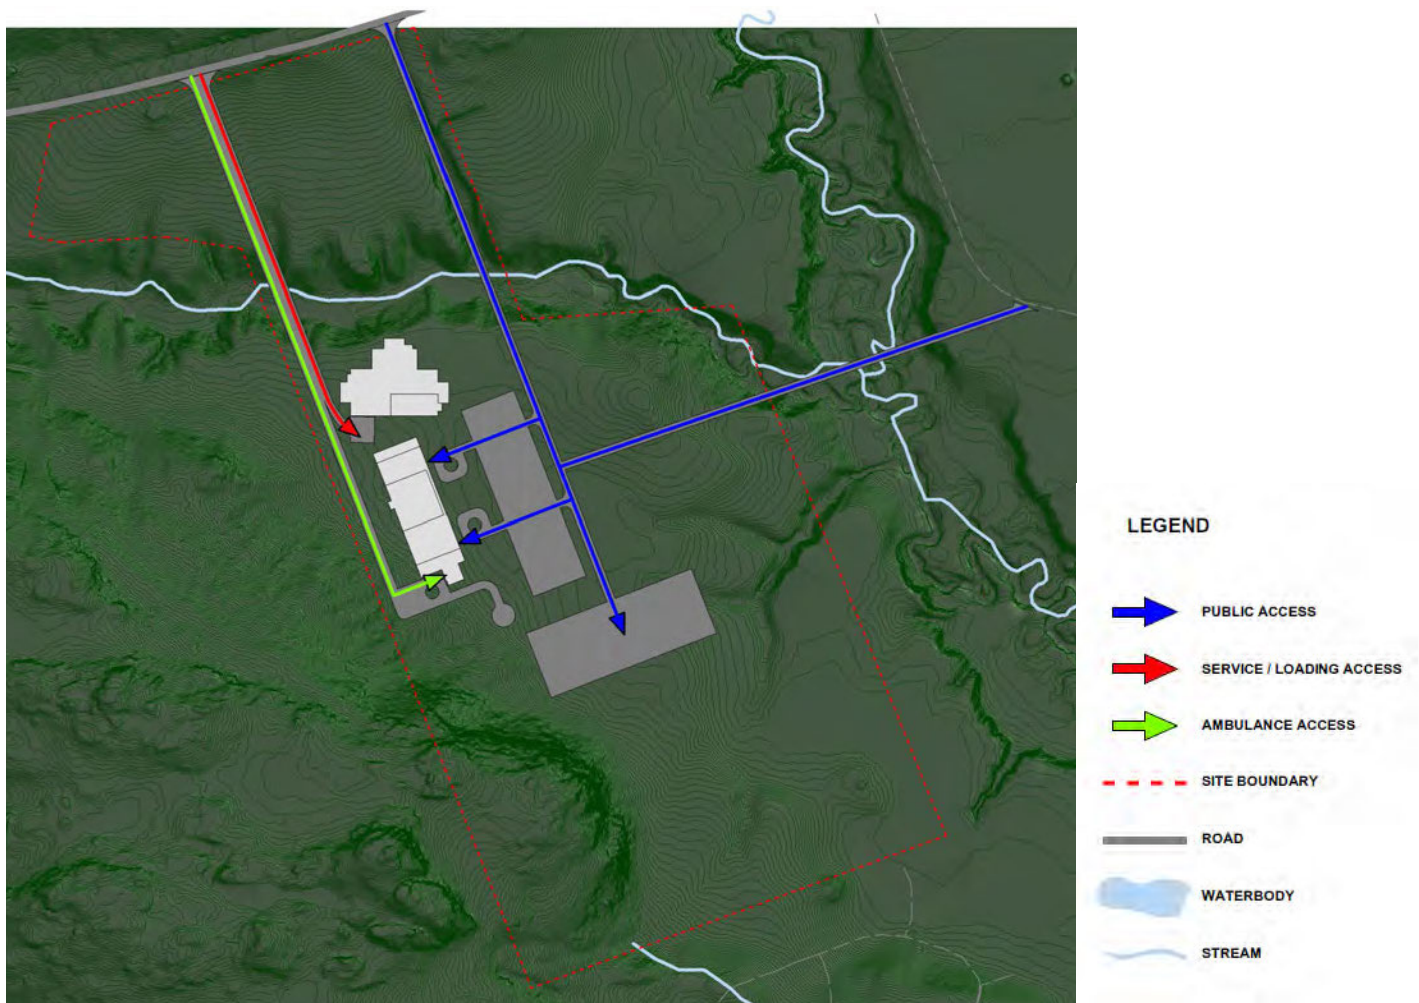 LEGEND
PUBLIC ACCESS
SERVICE / LOADING ACCESS
AMBULANCE ACCESS
SITE BOUNDARY
ROAD
WATERBODY
STREAM